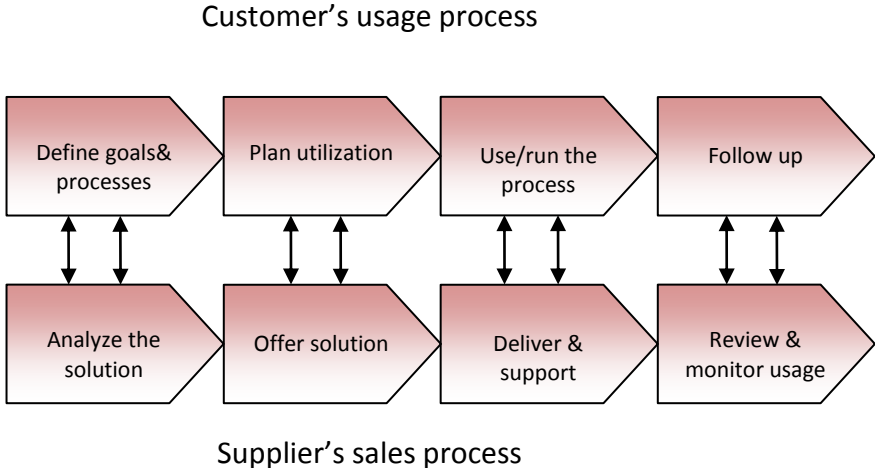 Customer’s usage process
Define goals&
processes
Plan utilization
Use/run the
process
Follow up
Analyze the
solution
Offer solution
Deliver &
support
Review &
monitor usage
Supplier’s sales process